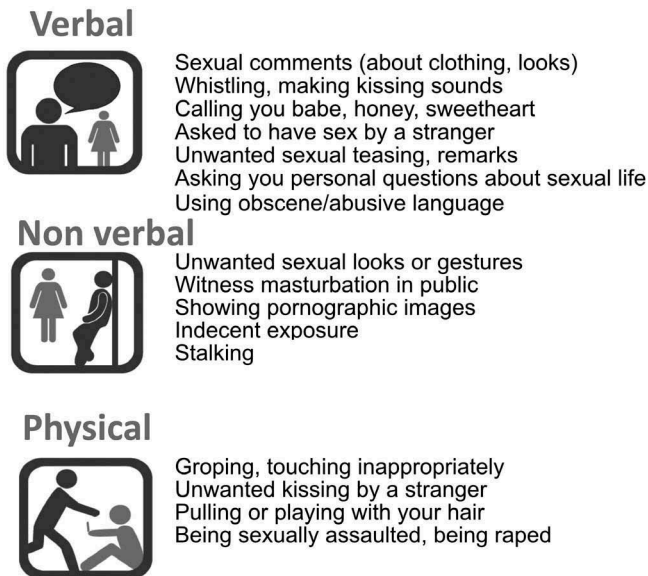 Verbal
Sexual comments (about clothing, looks)
Whistling, making kissing sounds
Calling you babe, honey, sweetheart
Asked to have sex by a stranger
Unwanted sexual teasing, remarks
Asking you personal questions about sexual life
Using obscene/abusive language
Non verbal
Unwanted sexual looks or gestures
Witness masturbation in public
Showing pornographic images
Indecent exposure
Stalking
Physical
Groping, touching inappropriately
Unwanted kissing by a stranger
Pulling or playing with your hair
Being sexually assaulted, being raped